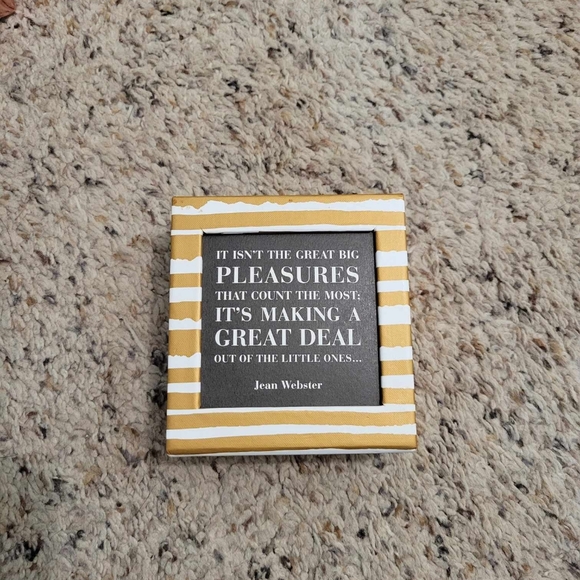 IT ISN'T THE GREAT BIG
PLEASURES
THAT COUNT THE MOST;
IT'S MAKING A
GREAT DEAL
OUT OF THE LITTLE ONES...
Jean Webster